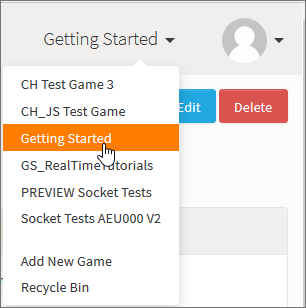 Getting Started
CH Test Game 3
CH_JS Test Game
Edit
Delete
Getting Started
GS_RealTimeTutorials
PREVIEW Socket Tests
Socket Tests AEU000 V2
Add New Game
Recycle Bin